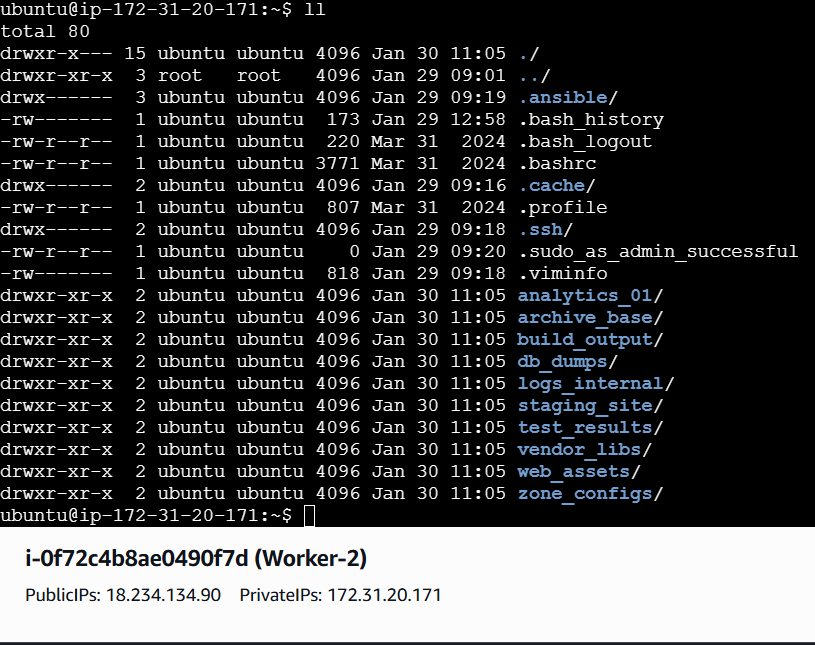 ubuntu@ip-172-31-20-171:~$ ll
total 80
drwxr-x--- 15 ubuntu ubuntu 4096 Jan 30 11:05 ./
drwxr-xr-x  3 root   root   4096 Jan 29 09:01 ../
drwx------  3 ubuntu ubuntu 4096 Jan 29 09:19 .ansible/
-rw-------  1 ubuntu ubuntu  173 Jan 29 12:58 .bash_history
-rw-r--r--  1 ubuntu ubuntu  220 Mar 31  2024 .bash_logout
-rw-r--r--  1 ubuntu ubuntu 3771 Mar 31  2024 .bashrc
drwx------  2 ubuntu ubuntu 4096 Jan 29 09:16 .cache/
-rw-r--r--  1 ubuntu ubuntu  807 Mar 31  2024 .profile
drwx------  2 ubuntu ubuntu 4096 Jan 29 09:18 .ssh/
-rw-r--r--  1 ubuntu ubuntu    0 Jan 29 09:20 .sudo_as_admin_successful
-rw-------  1 ubuntu ubuntu  818 Jan 29 09:18 .viminfo
drwxr-xr-x  2 ubuntu ubuntu 4096 Jan 30 11:05 analytics_01/
drwxr-xr-x  2 ubuntu ubuntu 4096 Jan 30 11:05 archive_base/
drwxr-xr-x  2 ubuntu ubuntu 4096 Jan 30 11:05 build_output/
drwxr-xr-x  2 ubuntu ubuntu 4096 Jan 30 11:05 db_dumps/
drwxr-xr-x  2 ubuntu ubuntu 4096 Jan 30 11:05 logs_internal/
drwxr-xr-x  2 ubuntu ubuntu 4096 Jan 30 11:05 staging_site/
drwxr-xr-x  2 ubuntu ubuntu 4096 Jan 30 11:05 test_results/
drwxr-xr-x  2 ubuntu ubuntu 4096 Jan 30 11:05 vendor_libs/
drwxr-xr-x  2 ubuntu ubuntu 4096 Jan 30 11:05 web_assets/
drwxr-xr-x  2 ubuntu ubuntu 4096 Jan 30 11:05 zone_configs/
ubuntu@ip-172-31-20-171:~$
i-0f72c4b8ae0490f7d (Worker-2)
PublicIPs: 18.234.134.90 PrivateIPs: 172.31.20.171